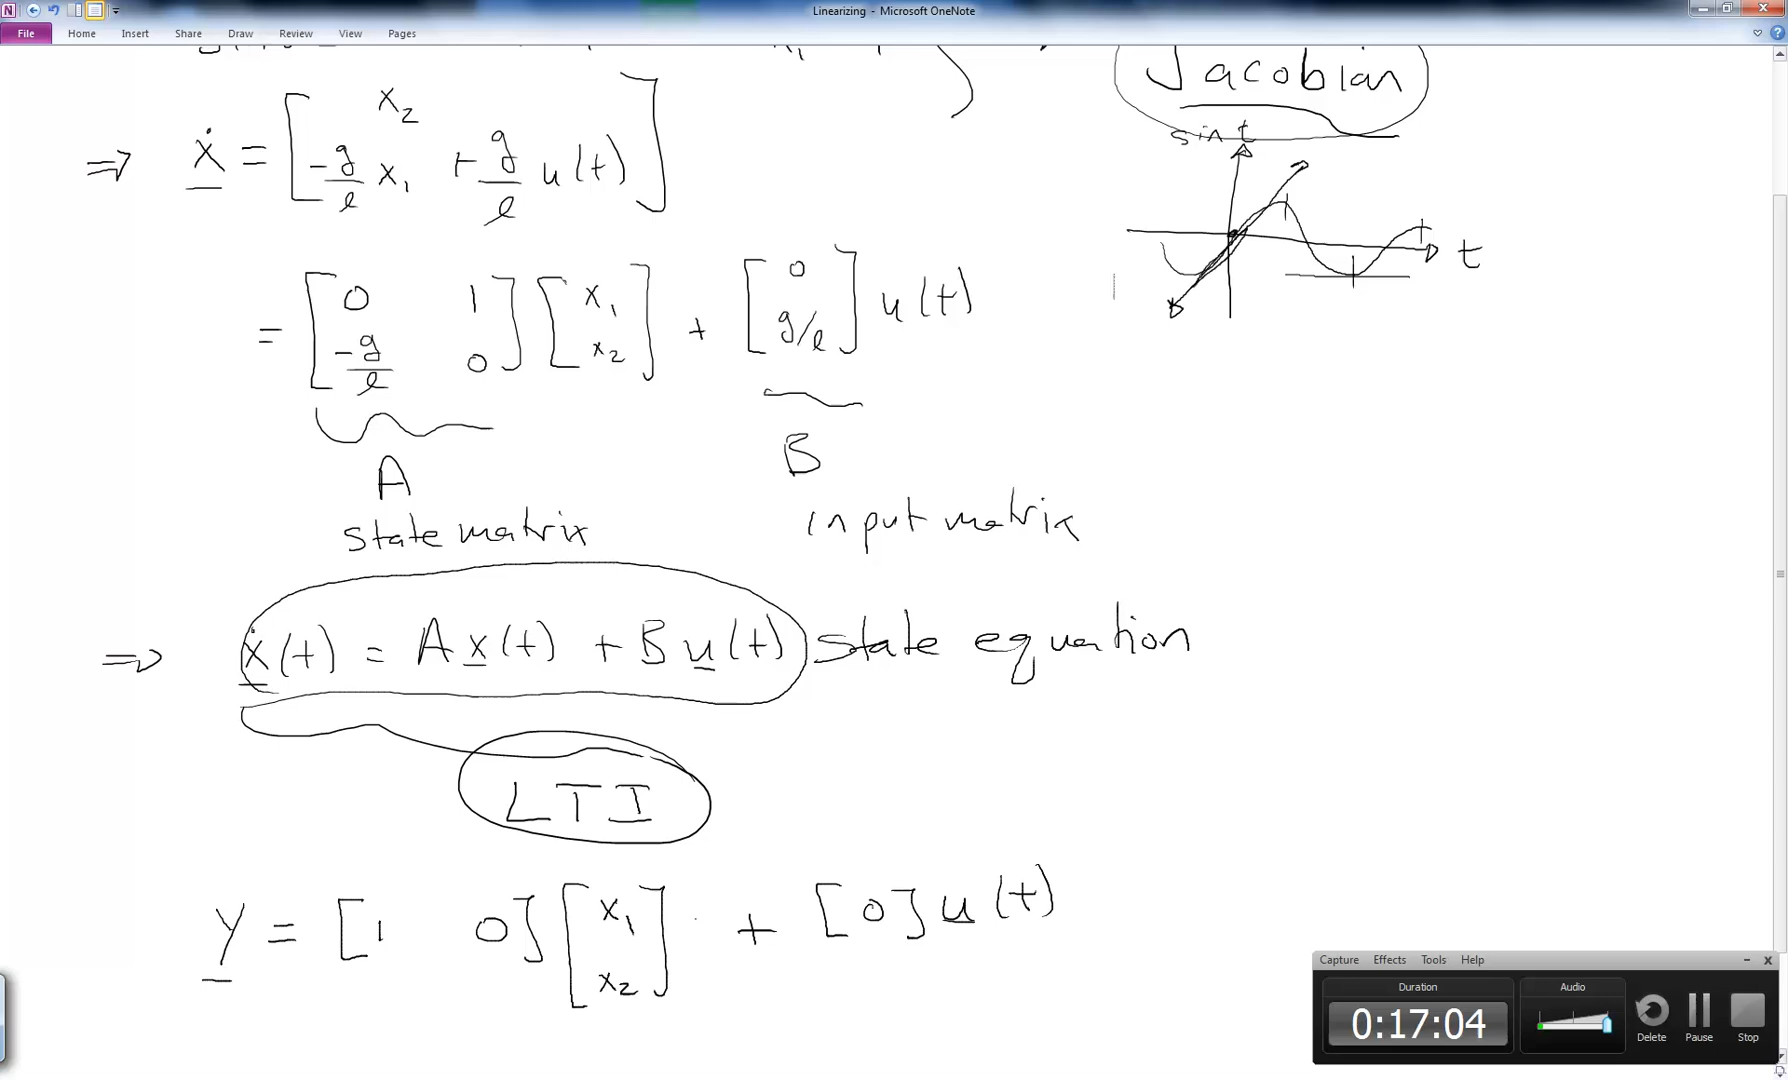 Linearizing - Microsoft OneNote
File Home Insert Share Draw Review View Pages
Jacobian
sin t
t
⇒ ẋ = [ x₂ ; -g/ℓ x₁ + g/ℓ u(t) ]
= [ 0 1 ; -g/ℓ 0 ] [ x₁ ; x₂ ] + [ 0 ; g/ℓ ] u(t)
A B
state matrix input matrix
⇒ ẋ(t) = A x(t) + B u(t) state equation
LTI
y = [1 0] [ x₁ ; x₂ ] + [0] u(t)
Capture Effects Tools Help
Duration Audio
0:17:04
Delete Pause Stop